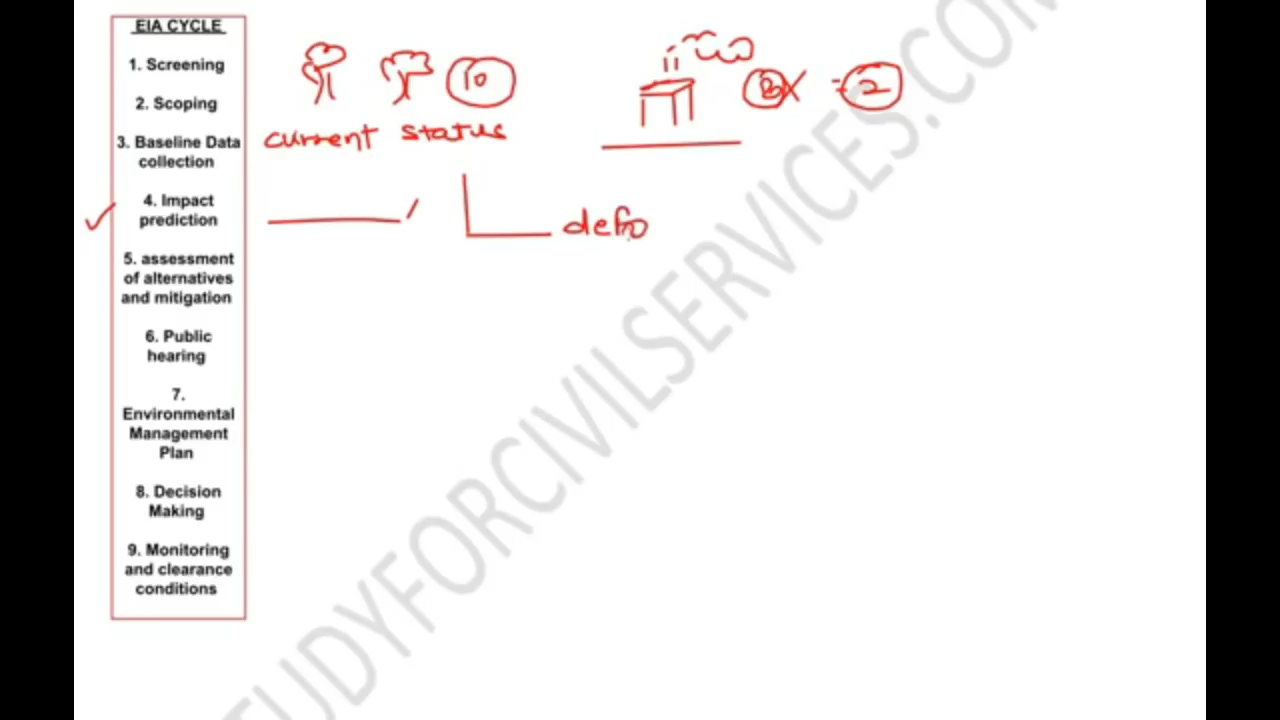 EIA CYCLE
1. Screening
2. Scoping
3. Baseline Data
collection
4. Impact
prediction
5. assessment
of alternatives
and mitigation
6. Public
hearing
7.
Environmental
Management
Plan
8. Decision
Making
9. Monitoring
and clearance
conditions
10
current status
= 2
defo
STUDYFORCIVILSERVICES.COM